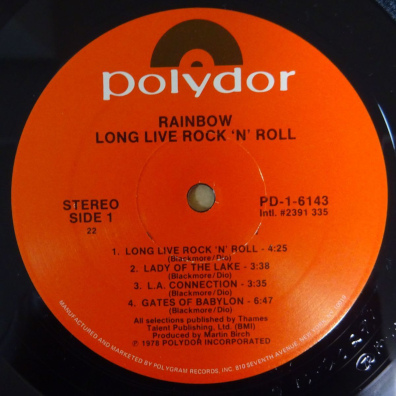 polydor
RAINBOW
LONG LIVE ROCK 'N' ROLL
STEREO
SIDE 1
22
PD-1-6143
Intl. #2391 335
1. LONG LIVE ROCK 'N' ROLL - 4:25
(Blackmore/Dio)
2. LADY OF THE LAKE - 3:38
(Blackmore/Dio)
3. L.A. CONNECTION - 3:35
(Blackmore/Dio)
4. GATES OF BABYLON - 6:47
(Blackmore/Dio)
All selections published by Thames
Talent Publishing, Ltd. (BMI)
Produced by Martin Birch
℗ 1978 POLYDOR INCORPORATED
MANUFACTURED AND MARKETED BY POLYGRAM RECORDS, INC. 810 SEVENTH AVENUE,